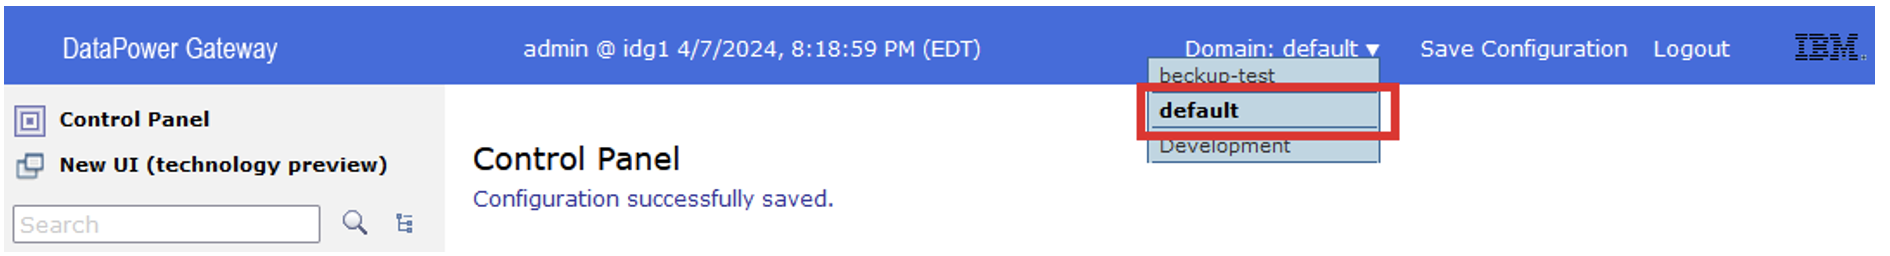 DataPower Gateway
admin @ idg1 4/7/2024, 8:18:59 PM (EDT)
Domain: default ▼
Save Configuration
Logout
IBM.
beckup-test
default
Development
Control Panel
New UI (technology preview)
Search
Control Panel
Configuration successfully saved.